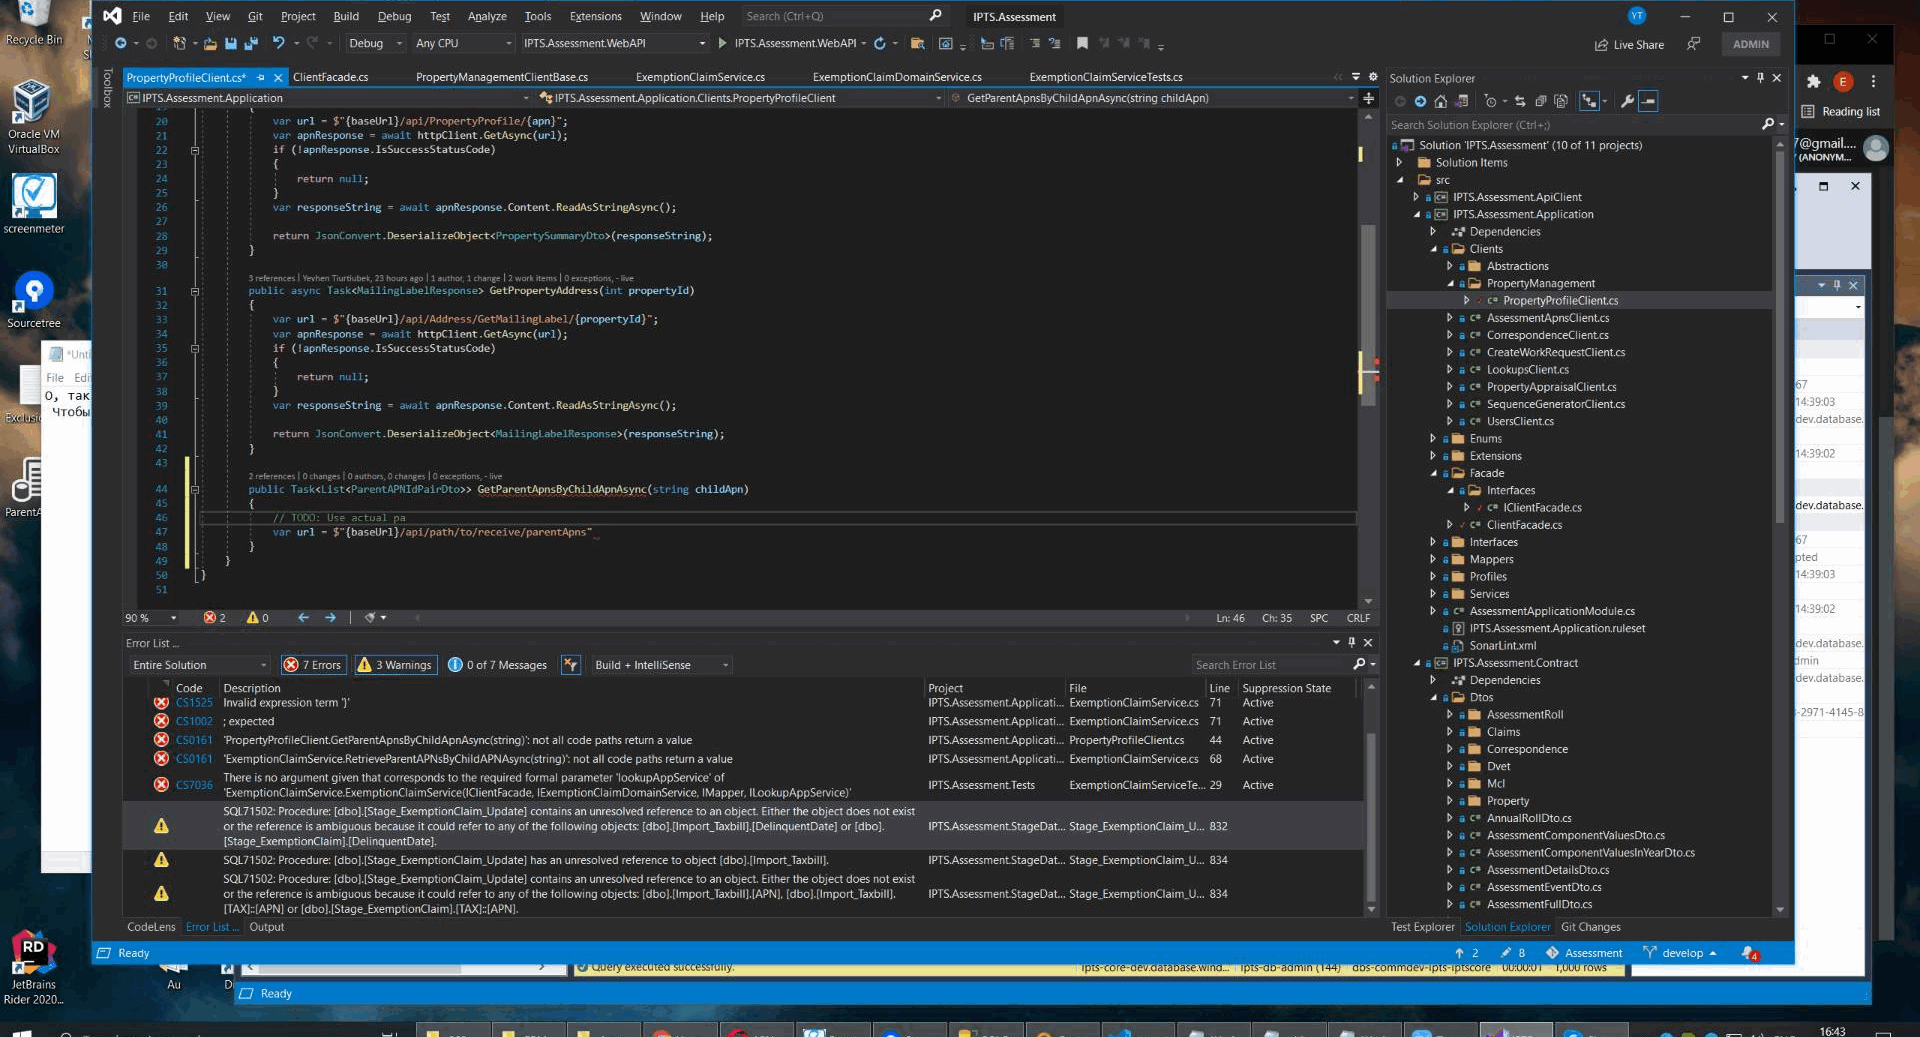 Recycle Bin
Oracle VM
VirtualBox
screenmeter
Sourcetree
File Edi
О, так
Чтобы
Exclusio
ParentA
JetBrains
Rider 2020...
Au
File Edit View Git Project Build Debug Test Analyze Tools Extensions Window Help Search (Ctrl+Q) IPTS.Assessment YT
Debug Any CPU IPTS.Assessment.WebAPI IPTS.Assessment.WebAPI Live Share ADMIN
Toolbox
PropertyProfileClient.cs* ClientFacade.cs PropertyManagementClientBase.cs ExemptionClaimService.cs ExemptionClaimDomainService.cs ExemptionClaimServiceTests.cs
IPTS.Assessment.Application IPTS.Assessment.Application.Clients.PropertyProfileClient GetParentApnsByChildApnAsync(string childApn)
20 var url = $"{baseUrl}/api/PropertyProfile/{apn}";
21 var apnResponse = await httpClient.GetAsync(url);
22 if (!apnResponse.IsSuccessStatusCode)
23 {
24 return null;
25 }
26 var responseString = await apnResponse.Content.ReadAsStringAsync();
27
28 return JsonConvert.DeserializeObject<PropertySummaryDto>(responseString);
29 }
30
3 references | Yevhen Tiurtiubek, 23 hours ago | 1 author, 1 change | 2 work items | 0 exceptions, - live
31 public async Task<MailingLabelResponse> GetPropertyAddress(int propertyId)
32 {
33 var url = $"{baseUrl}/api/Address/GetMailingLabel/{propertyId}";
34 var apnResponse = await httpClient.GetAsync(url);
35 if (!apnResponse.IsSuccessStatusCode)
36 {
37 return null;
38 }
39 var responseString = await apnResponse.Content.ReadAsStringAsync();
40
41 return JsonConvert.DeserializeObject<MailingLabelResponse>(responseString);
42 }
43
2 references | 0 changes | 0 authors, 0 changes | 0 exceptions, - live
44 public Task<List<ParentAPNIdPairDto>> GetParentApnsByChildApnAsync(string childApn)
45 {
46 // TODO: Use actual pa
47 var url = $"{baseUrl}/api/path/to/receive/parentApns"
48 }
49 }
50 }
51
90 % 2 0 Ln: 46 Ch: 35 SPC CRLF
Error List ...
Entire Solution 7 Errors 3 Warnings 0 of 7 Messages Build + IntelliSense Search Error List
Code Description Project File Line Suppression State
CS1525 Invalid expression term '}' IPTS.Assessment.Applicati... ExemptionClaimService.cs 71 Active
CS1002 ; expected IPTS.Assessment.Applicati... ExemptionClaimService.cs 71 Active
CS0161 'PropertyProfileClient.GetParentApnsByChildApnAsync(string)': not all code paths return a value IPTS.Assessment.Applicati... PropertyProfileClient.cs 44 Active
CS0161 'ExemptionClaimService.RetrieveParentAPNsByChildAPNAsync(string)': not all code paths return a value IPTS.Assessment.Applicati... ExemptionClaimService.cs 68 Active
CS7036 There is no argument given that corresponds to the required formal parameter 'lookupAppService' of
'ExemptionClaimService.ExemptionClaimService(IClientFacade, IExemptionClaimDomainService, IMapper, ILookupAppService)' IPTS.Assessment.Tests ExemptionClaimServiceTe... 29 Active
SQL71502: Procedure: [dbo].[Stage_ExemptionClaim_Update] contains an unresolved reference to an object. Either the object does not exist
or the reference is ambiguous because it could refer to any of the following objects: [dbo].[Import_Taxbill].[DelinquentDate] or [dbo]. IPTS.Assessment.StageDat... Stage_ExemptionClaim_U... 832
[Stage_ExemptionClaim].[DelinquentDate].
SQL71502: Procedure: [dbo].[Stage_ExemptionClaim_Update] has an unresolved reference to object [dbo].[Import_Taxbill]. IPTS.Assessment.StageDat... Stage_ExemptionClaim_U... 834
SQL71502: Procedure: [dbo].[Stage_ExemptionClaim_Update] contains an unresolved reference to an object. Either the object does not exist
or the reference is ambiguous because it could refer to any of the following objects: [dbo].[Import_Taxbill].[APN], [dbo].[Import_Taxbill]. IPTS.Assessment.StageDat... Stage_ExemptionClaim_U... 834
[TAX]::[APN] or [dbo].[Stage_ExemptionClaim].[TAX]::[APN].
CodeLens Error List ... Output
Ready
Solution Explorer
Search Solution Explorer (Ctrl+;)
Solution 'IPTS.Assessment' (10 of 11 projects)
Solution Items
src
IPTS.Assessment.ApiClient
IPTS.Assessment.Application
Dependencies
Clients
Abstractions
PropertyManagement
PropertyProfileClient.cs
AssessmentApnsClient.cs
CorrespondenceClient.cs
CreateWorkRequestClient.cs
LookupsClient.cs
PropertyAppraisalClient.cs
SequenceGeneratorClient.cs
UsersClient.cs
Enums
Extensions
Facade
Interfaces
IClientFacade.cs
ClientFacade.cs
Interfaces
Mappers
Profiles
Services
AssessmentApplicationModule.cs
IPTS.Assessment.Application.ruleset
SonarLint.xml
IPTS.Assessment.Contract
Dependencies
Dtos
AssessmentRoll
Claims
Correspondence
Dvet
Mcl
Property
AnnualRollDto.cs
AssessmentComponentValuesDto.cs
AssessmentComponentValuesInYearDto.cs
AssessmentDetailsDto.cs
AssessmentEventDto.cs
AssessmentFullDto.cs
Test Explorer Solution Explorer Git Changes
2 8 Assessment develop 4
E
Reading list
7@gmail....
(ANONYM...
67
14:39:03
dev.database.
14:39:02
dev.database.
67
pted
14:39:03
14:39:02
dev.database.
dmin
dev.database.
-2971-4145-8
Query executed successfully. ipts-core-dev.database.wind... ipts-db-admin (144) dbs-commdev-ipts-iptscore 00:00:01 1,000 rows
Ready
16:43